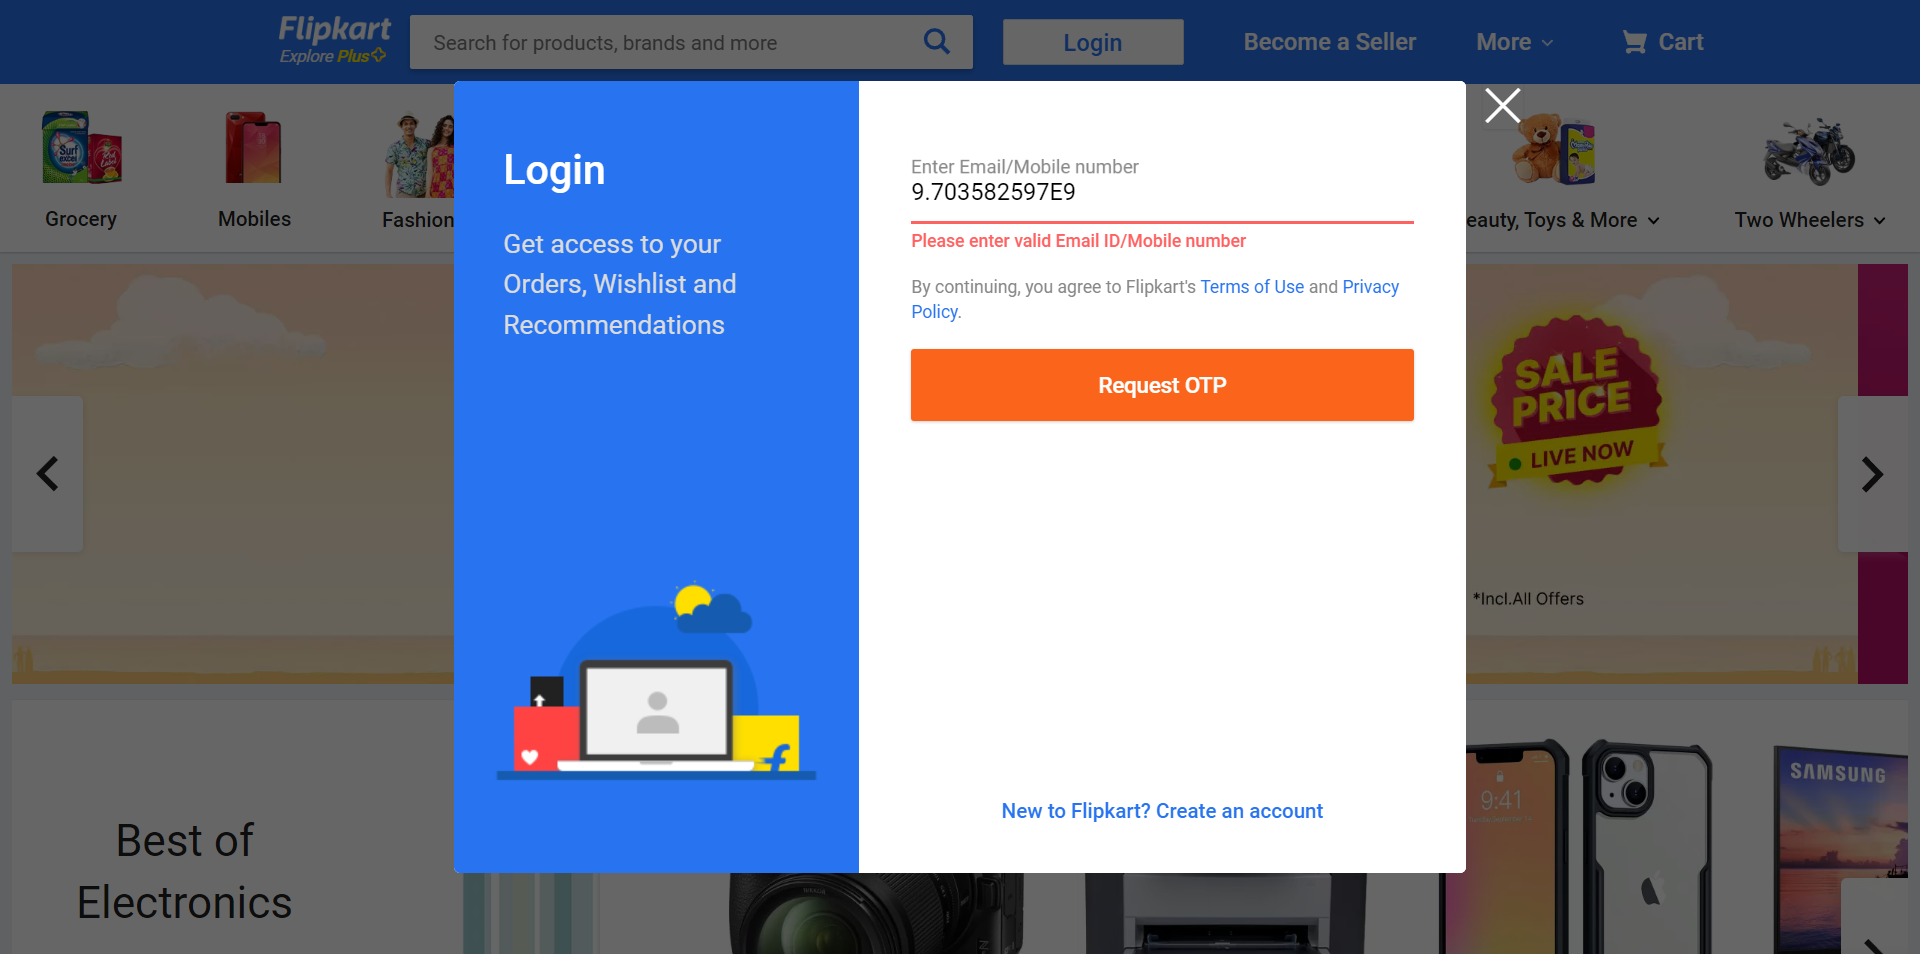 Flipkart
Explore Plus
Search for products, brands and more
Login
Become a Seller
More
Cart
Grocery
Mobiles
Fashion
eauty, Toys & More
Two Wheelers
Surf
excel
Login
Get access to your
Orders, Wishlist and
Recommendations
Enter Email/Mobile number
9.703582597E9
Please enter valid Email ID/Mobile number
By continuing, you agree to Flipkart's Terms of Use and Privacy
Policy.
Request OTP
New to Flipkart? Create an account
SALE
PRICE
LIVE NOW
*Incl.All Offers
Best of
Electronics
9:41
SAMSUNG